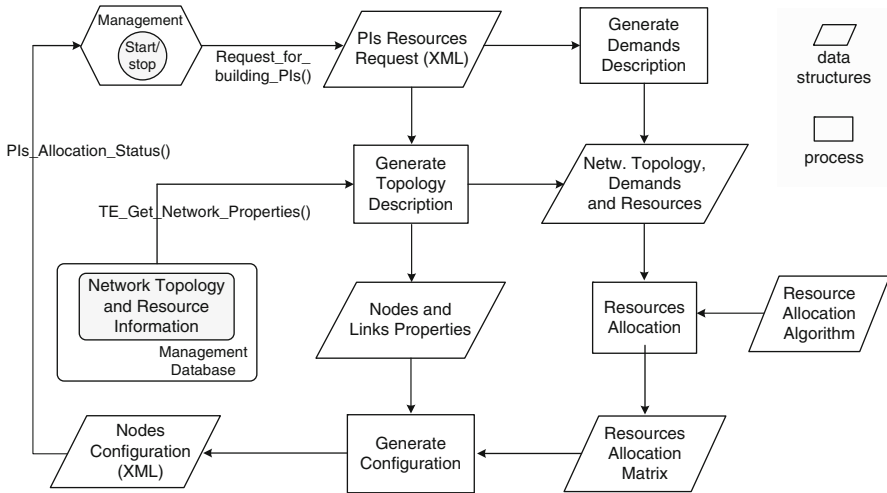 Management
Start/
stop
Request_for_
building_PIs()
PIs Resources
Request (XML)
Generate
Demands
Description
data
structures
process
PIs_Allocation_Status()
TE_Get_Network_Properties()
Generate
Topology
Description
Netw. Topology,
Demands
and Resources
Network Topology
and Resource
Information
Management
Database
Nodes and
Links Properties
Resources
Allocation
Resource
Allocation
Algorithm
Nodes
Configuration
(XML)
Generate
Configuration
Resources
Allocation
Matrix